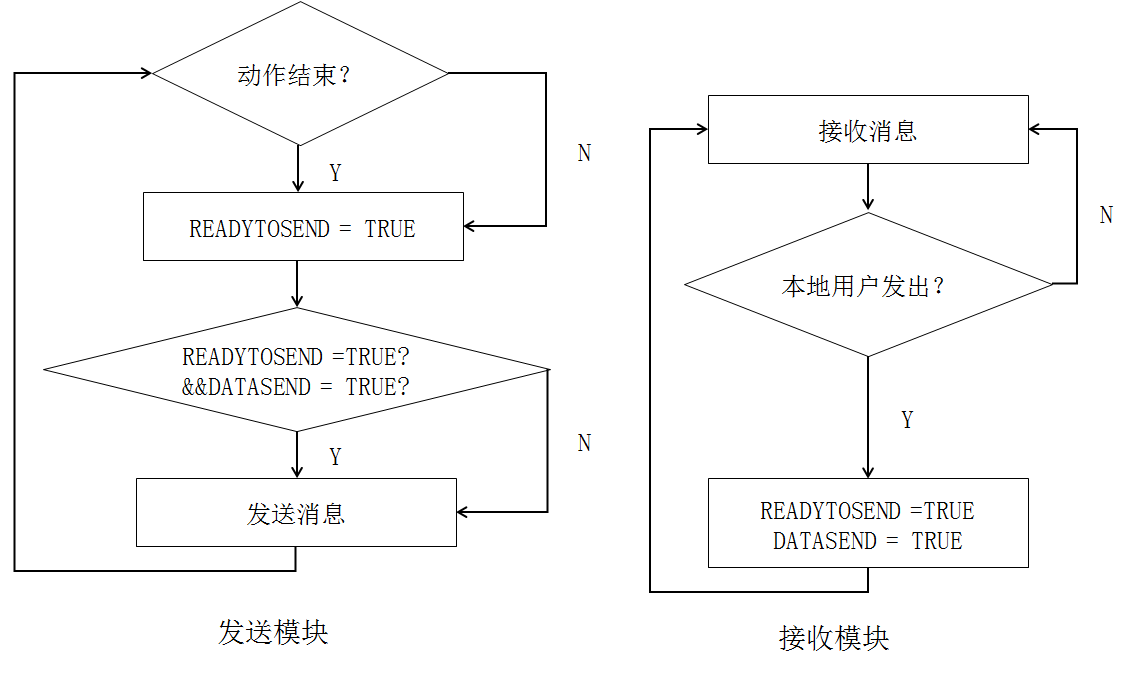 动作结束？
N
Y
READYTOSEND = TRUE
READYTOSEND =TRUE?
&&DATASEND = TRUE?
N
Y
发送消息
发送模块
接收消息
N
本地用户发出？
Y
READYTOSEND =TRUE
DATASEND = TRUE
接收模块